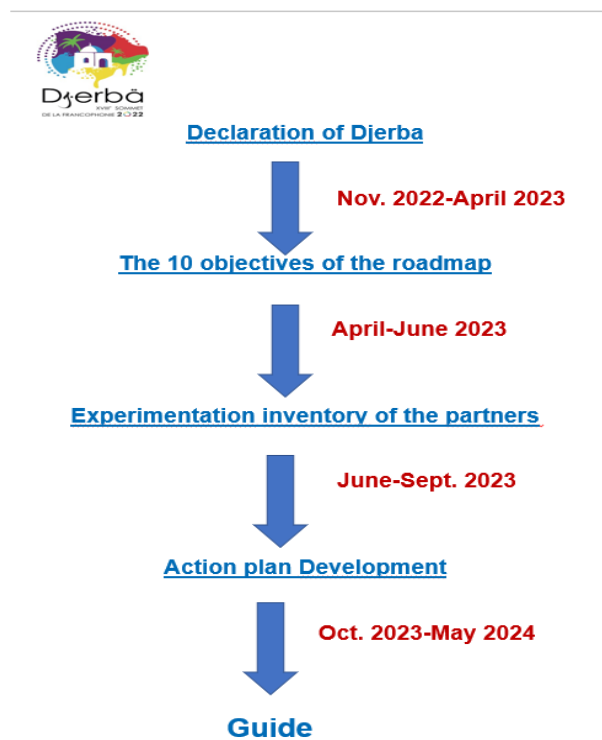 Djerbä
XVIIIᵉ SOMMET
DE LA FRANCOPHONIE 2022
Declaration of Djerba
Nov. 2022-April 2023
The 10 objectives of the roadmap
April-June 2023
Experimentation inventory of the partners
June-Sept. 2023
Action plan Development
Oct. 2023-May 2024
Guide